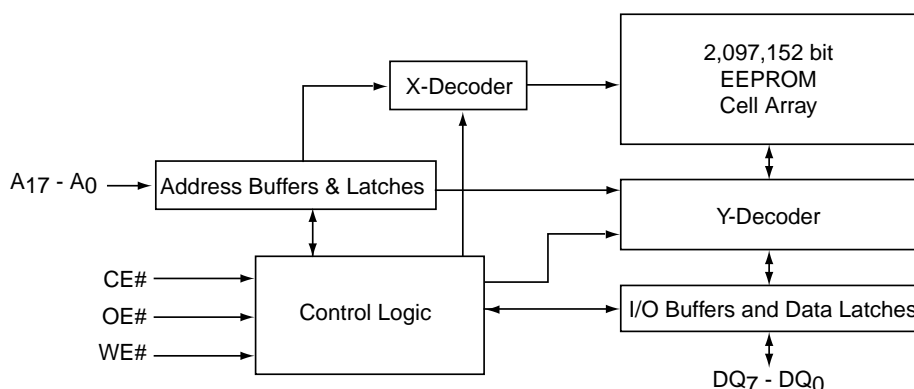 2,097,152 bit
EEPROM
Cell Array
X-Decoder
A17 - A0
Address Buffers & Latches
Y-Decoder
CE#
OE#
WE#
Control Logic
I/O Buffers and Data Latches
DQ7 - DQ0